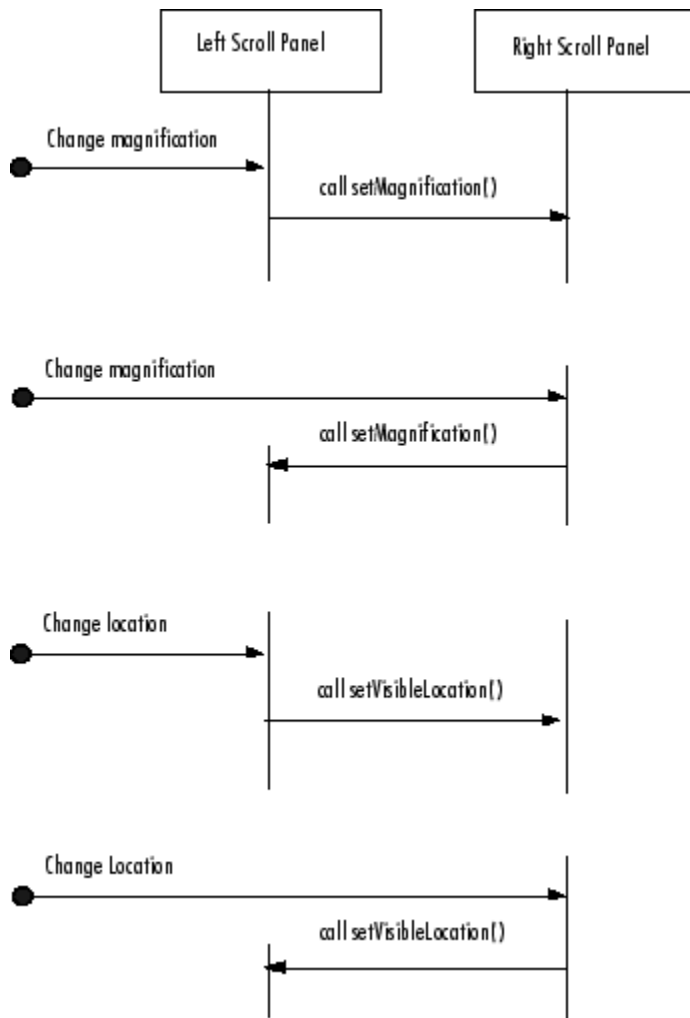 Left Scroll Panel
Right Scroll Panel
Change magnification
call setMagnification()
Change magnification
call setMagnification()
Change location
call setVisibleLocation()
Change Location
call setVisibleLocation()